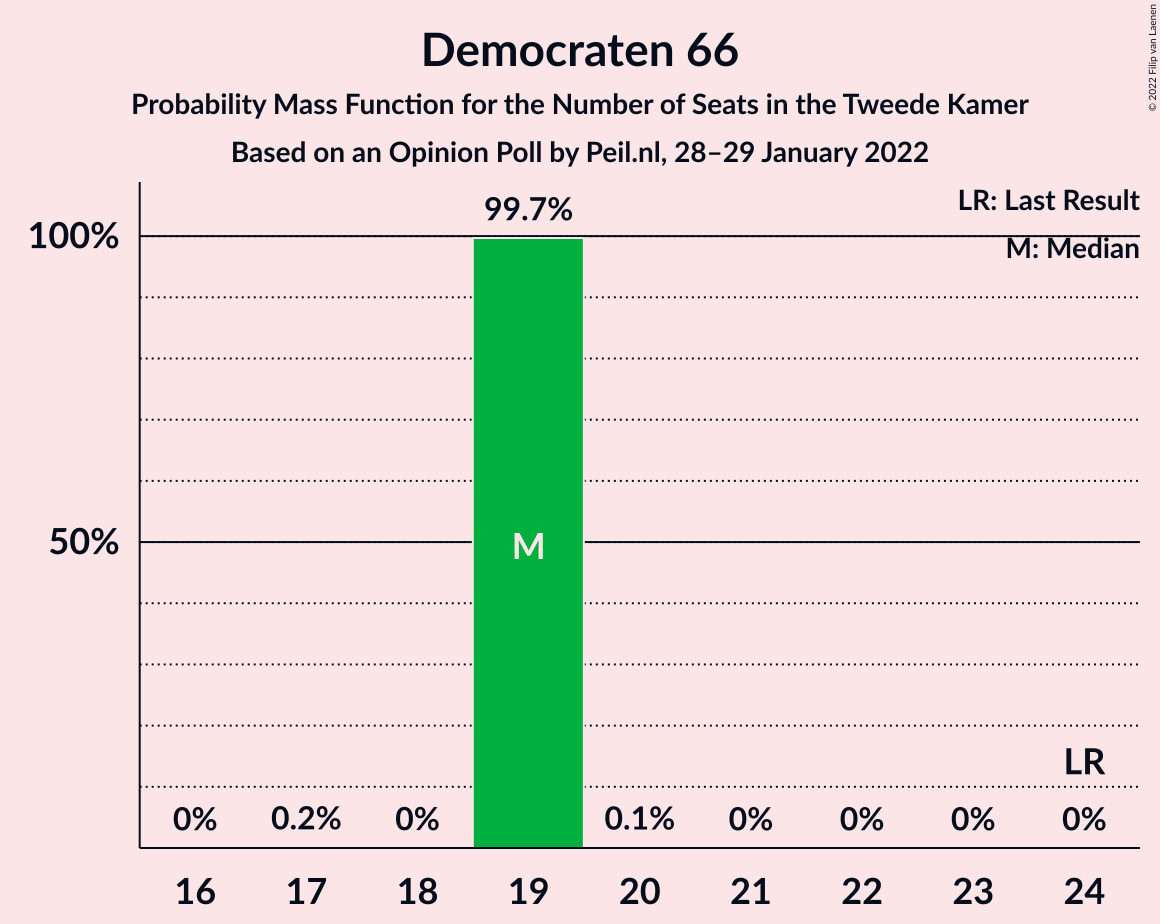 Democraten 66
Probability Mass Function for the Number of Seats in the Tweede Kamer
Based on an Opinion Poll by Peil.nl, 28–29 January 2022
© 2022 Filip van Laenen
LR: Last Result
M: Median
99.7%
100%
50%
M
LR
0%
0.2%
0%
0.1%
0%
0%
0%
0%
16 17 18 19 20 21 22 23 24